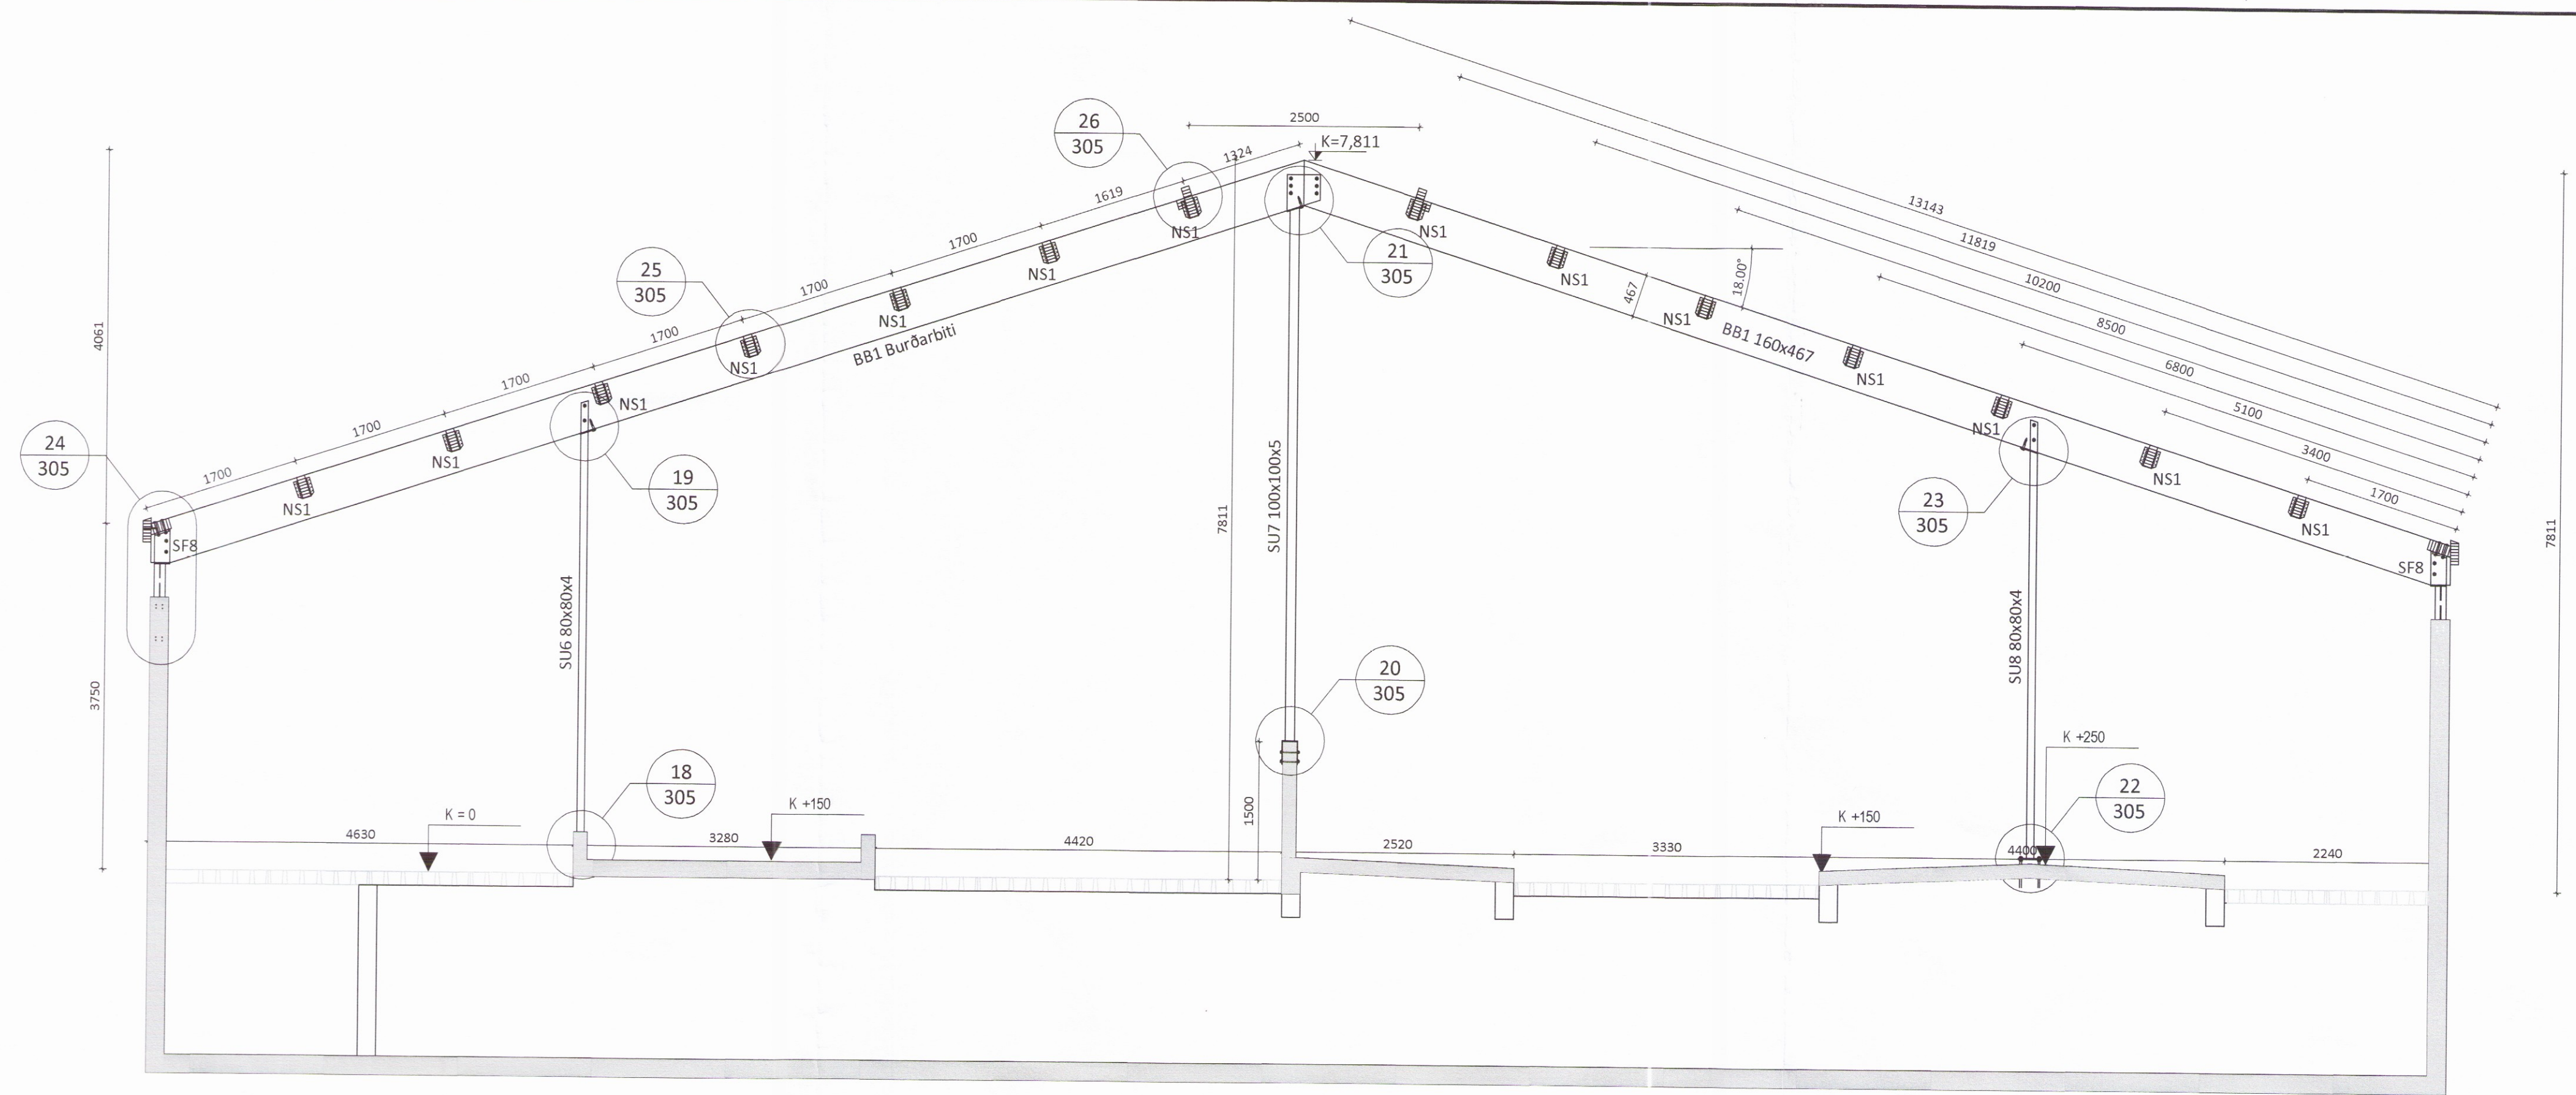 13143
11819
10200
8500
6800
5100
3400
1700
2500
26
305
K=7,811
1324
1619
1700
1700
1700
1700
1700
1700
NS1
NS1
21
305
25
305
NS1
NS1
NS1
NS1
NS1
NS1
NS1
NS1
NS1
NS1
NS1
NS1
467
18.00°
BB1 Burðarbiti
BB1 160x467
4061
24
305
19
305
23
305
SF8
SF8
7811
7811
SU7 100x100x5
SU6 80x80x4
SU8 80x80x4
20
305
3750
18
305
22
305
K +250
K = 0
K +150
K +150
1500
4630
3280
4420
2520
3330
4400
2240